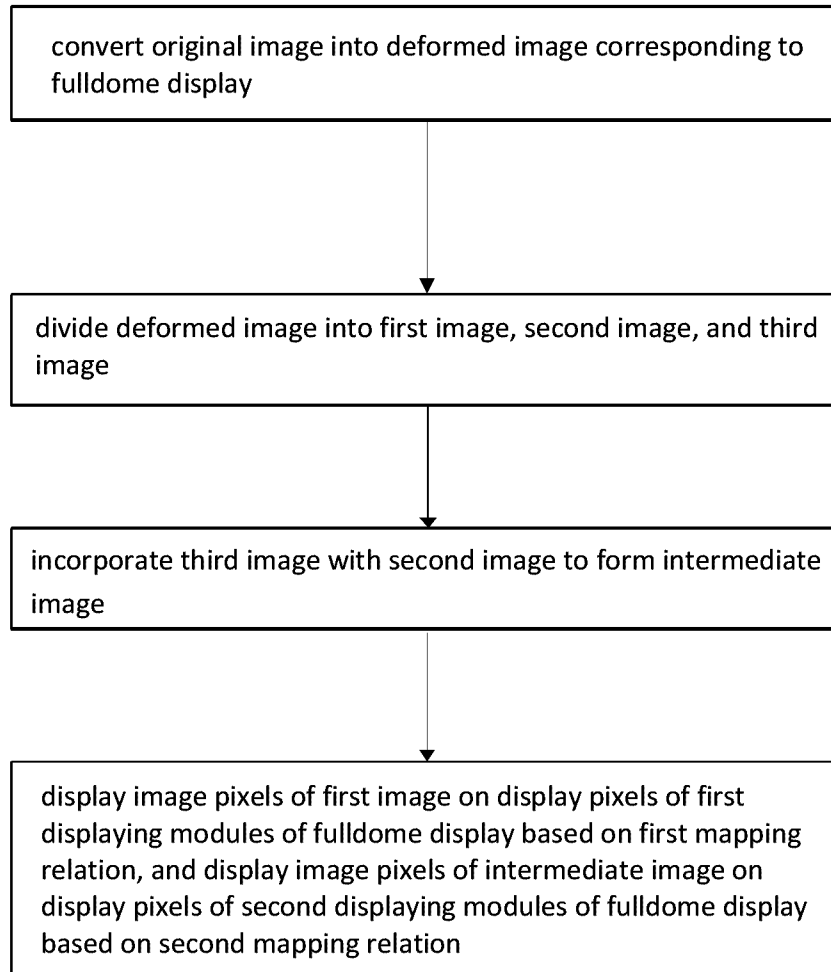 convert original image into deformed image corresponding to
fulldome display
divide deformed image into first image, second image, and third
image
incorporate third image with second image to form intermediate
image
display image pixels of first image on display pixels of first
displaying modules of fulldome display based on first mapping
relation, and display image pixels of intermediate image on
display pixels of second displaying modules of fulldome display
based on second mapping relation